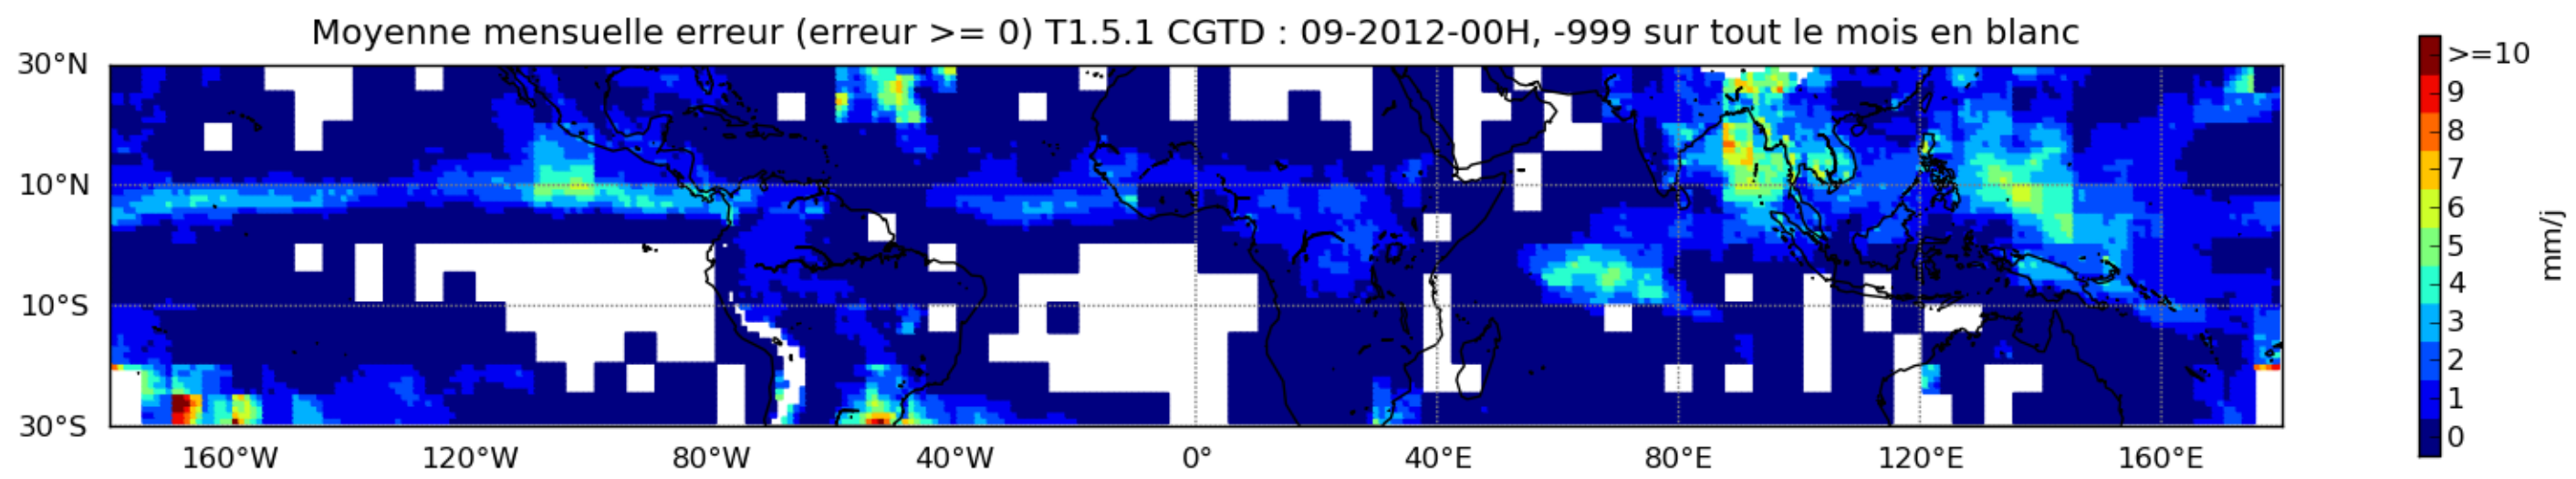 Moyenne mensuelle erreur (erreur >= 0) T1.5.1 CGTD : 09-2012-00H, -999 sur tout le mois en blanc
30°N
10°N
10°S
30°S
160°W 120°W 80°W 40°W 0° 40°E 80°E 120°E 160°E
>=10
9
8
7
6
5
4
3
2
1
0
mm/j